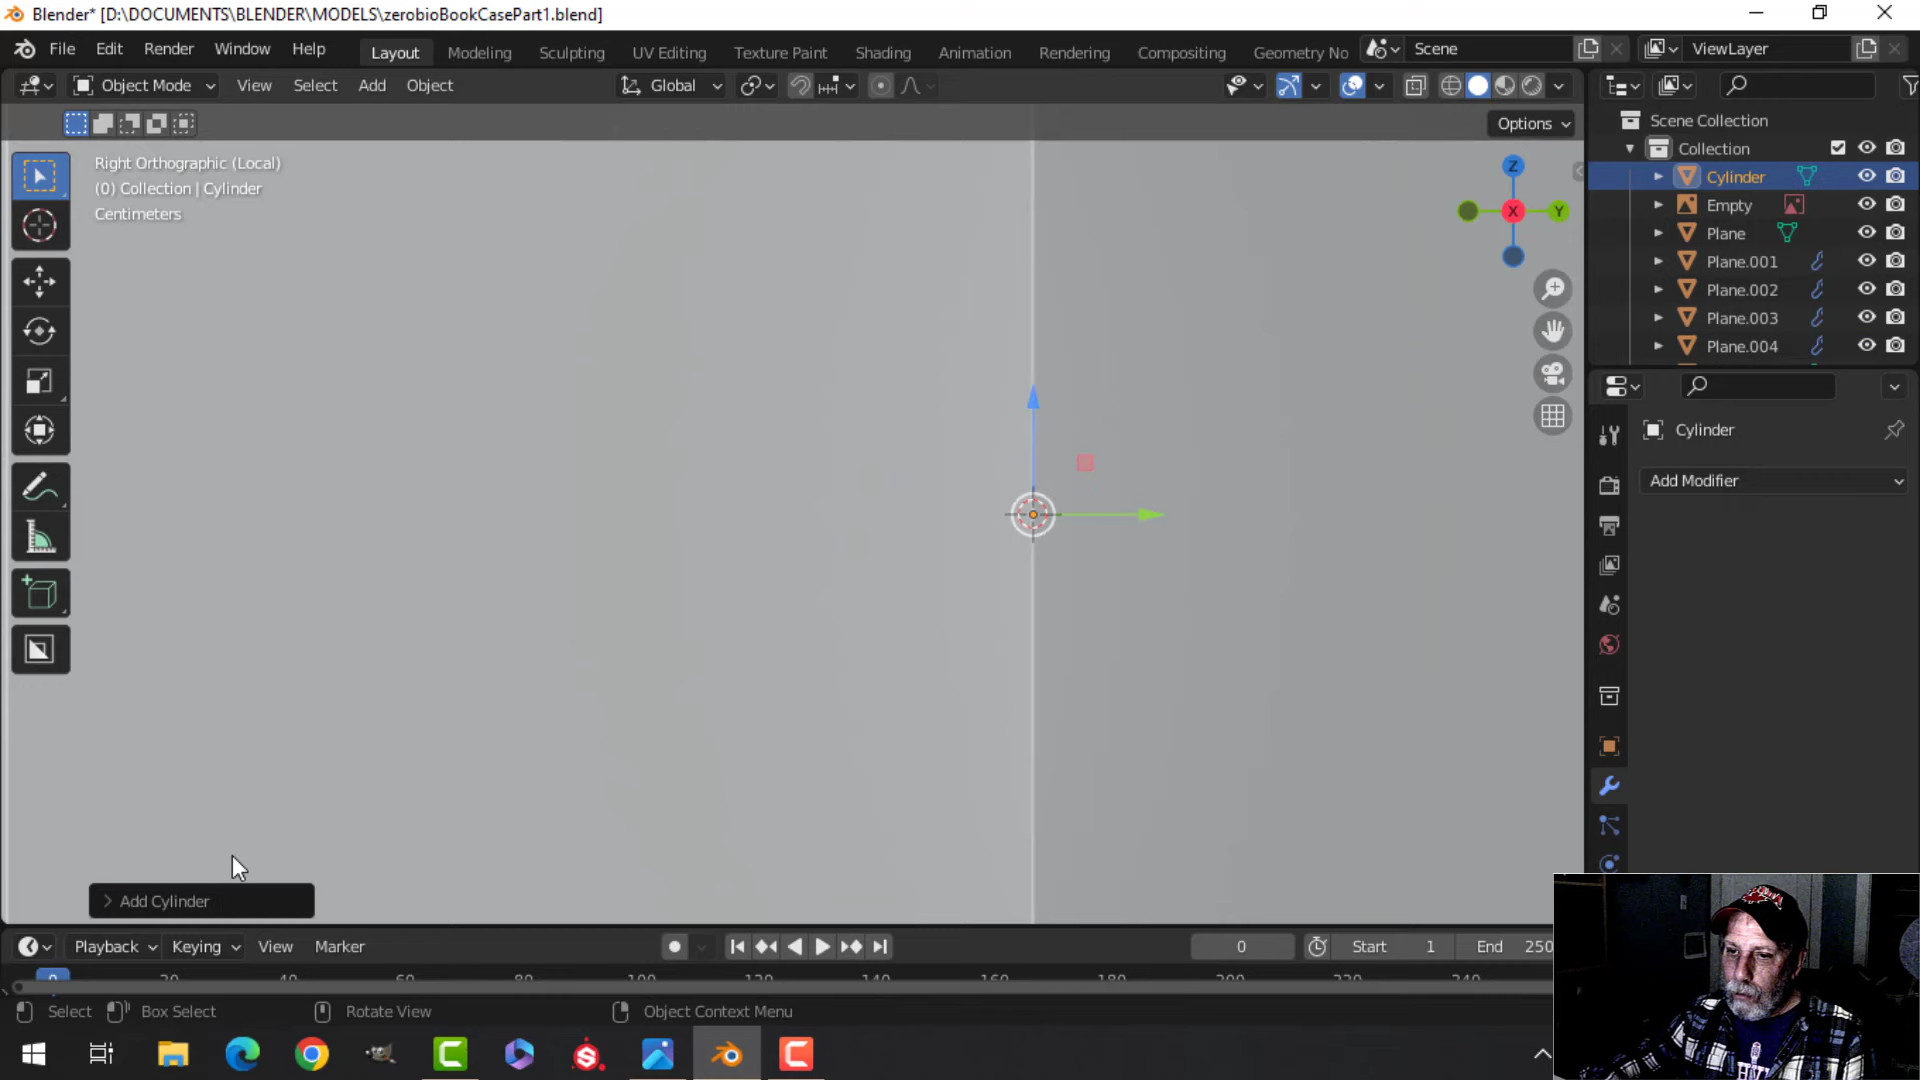 Blender* [D:\DOCUMENTS\BLENDER\MODELS\zerobioBookCasePart1.blend]
File Edit Render Window Help Layout Modeling Sculpting UV Editing Texture Paint Shading Animation Rendering Compositing Geometry No Scene ViewLayer
Object Mode View Select Add Object Global
Options
Scene Collection
Collection
Cylinder
Empty
Plane
Plane.001
Plane.002
Plane.003
Plane.004
Right Orthographic (Local)
(0) Collection | Cylinder
Centimeters
Z
X
Y
Cylinder
Add Modifier
Add Cylinder
Playback Keying View Marker 0 Start 1 End 250
0 20 40 60 80 100 120 140 160 180 200 220 240
Select Box Select Rotate View Object Context Menu